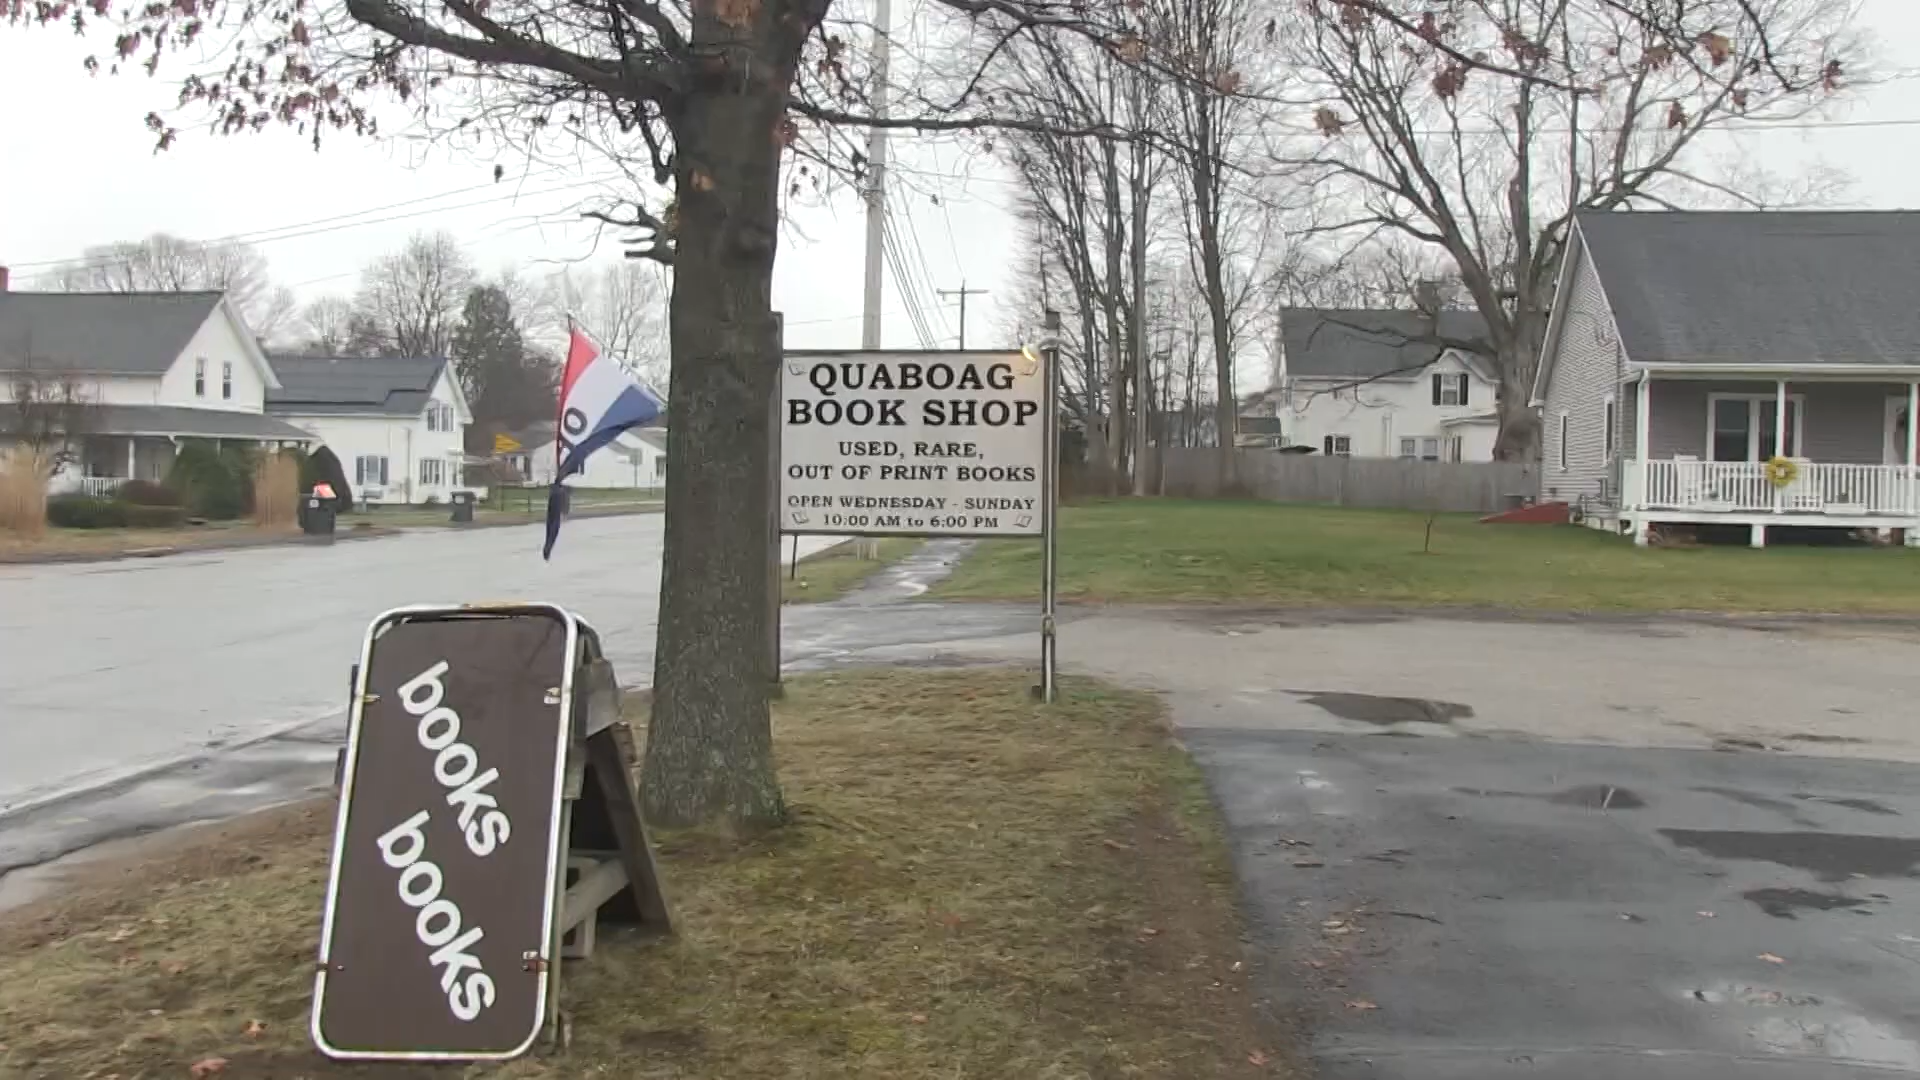 QUABOAG
BOOK SHOP
USED, RARE,
OUT OF PRINT BOOKS
OPEN WEDNESDAY - SUNDAY
10:00 AM to 6:00 PM
books
books